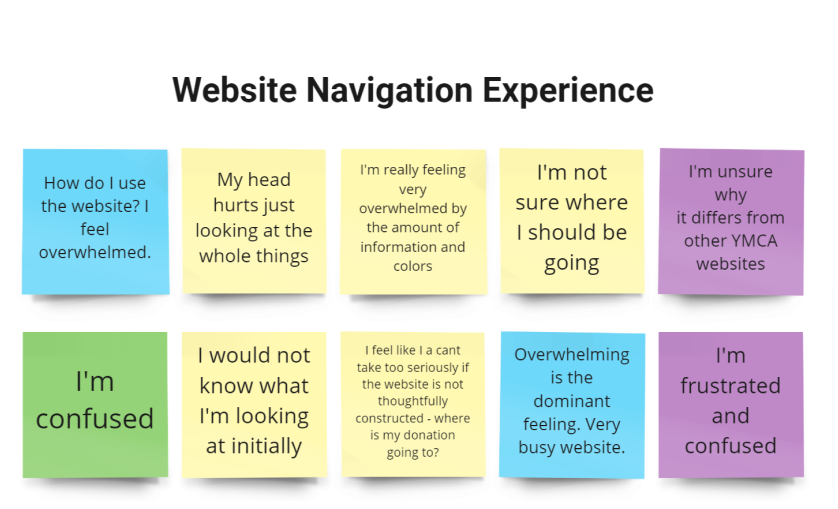 Website Navigation Experience
How do I use
the website? I
feel
overwhelmed.
My head
hurts just
looking at the
whole things
I'm really feeling
very
overwhelmed by
the amount of
information and
colors
I'm not
sure where
I should be
going
I'm unsure
why
it differs from
other YMCA
websites
I'm
confused
I would not
know what
I'm looking
at initially
I feel like I a cant
take too seriously if
the website is not
thoughtfully
constructed - where
is my donation
going to?
Overwhelming
is the
dominant
feeling. Very
busy website.
I'm
frustrated
and
confused